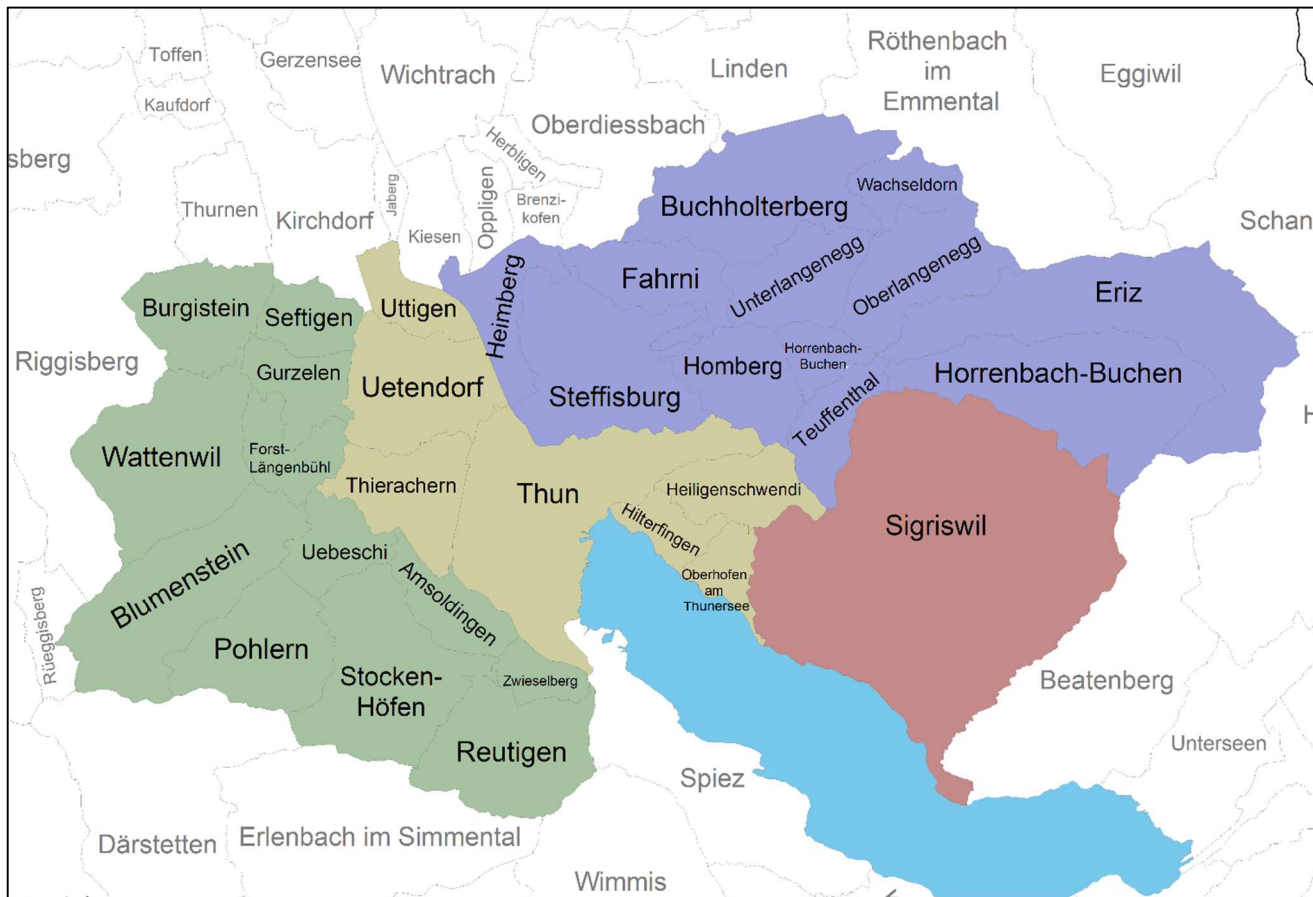 Toffen
Gerzensee
Wichtrach
Linden
Röthenbach
im
Emmental
Eggiwil
Kaufdorf
Oberdiessbach
Herbligen
sberg
Thurnen
Kirchdorf
Jaberg
Kiesen
Oppligen
Brenzi-
kofen
Buchholterberg
Wachseldorn
Schan
Burgistein
Seftigen
Uttigen
Heimberg
Fahrni
Unterlangenegg
Oberlangenegg
Eriz
Riggisberg
Gurzelen
Uetendorf
Steffisburg
Homberg
Horrenbach-
Buchen
Teuffenthal
Horrenbach-Buchen
H
Wattenwil
Forst-
Längenbühl
Thierachern
Thun
Heiligenschwendi
Hilterfingen
Sigriswil
Uebeschi
Amsoldingen
Oberhofen
am
Thunersee
Blumenstein
Rüeggisberg
Pohlern
Stocken-
Höfen
Zwieselberg
Reutigen
Beatenberg
Unterseen
Spiez
Därstetten
Erlenbach im Simmental
Wimmis